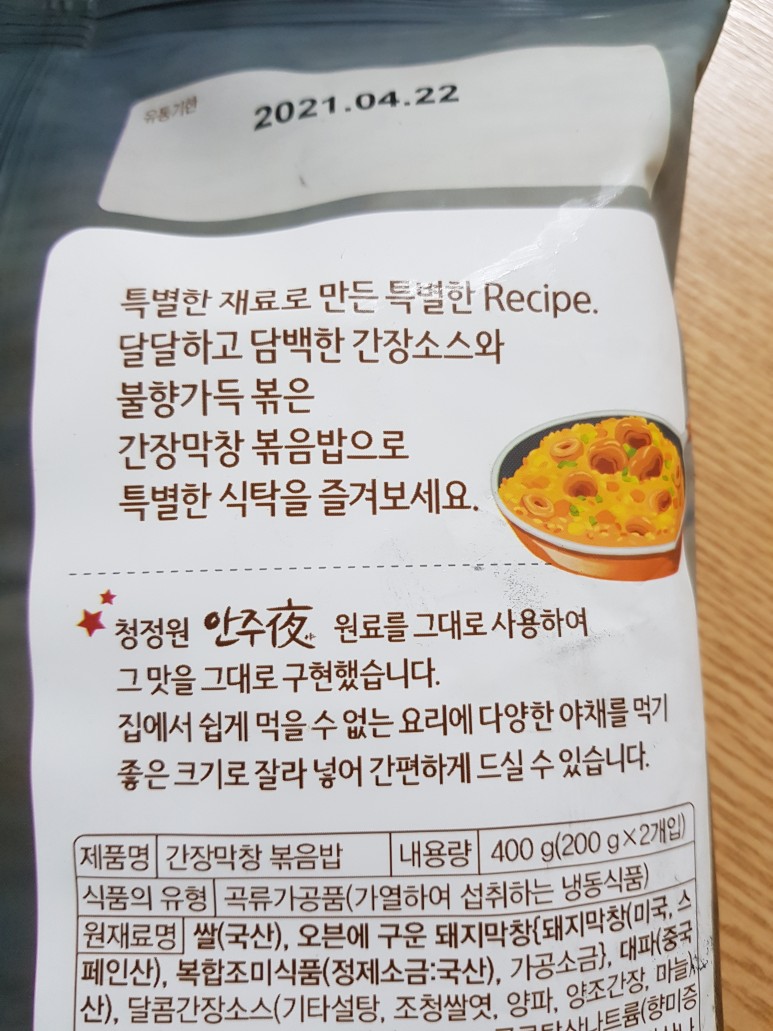 유통기한 2021.04.22
특별한 재료로 만든 특별한 Recipe.
달달하고 담백한 간장소스와
불향가득 볶은
간장막창 볶음밥으로
특별한 식탁을 즐겨보세요.
청정원 안주夜 원료를 그대로 사용하여
그 맛을 그대로 구현했습니다.
집에서 쉽게 먹을 수 없는 요리에 다양한 야채를 먹기
좋은 크기로 잘라 넣어 간편하게 드실 수 있습니다.
제품명 간장막창 볶음밥 내용량 400 g(200 g×2개입)
식품의 유형 곡류가공품(가열하여 섭취하는 냉동식품)
원재료명 쌀(국산), 오븐에 구운 돼지막창{돼지막창(미국, 스
페인산), 복합조미식품(정제소금:국산), 가공소금}, 대파(중국
산), 달콤간장소스(기타설탕, 조청쌀엿, 양파, 양조간장, 마늘)